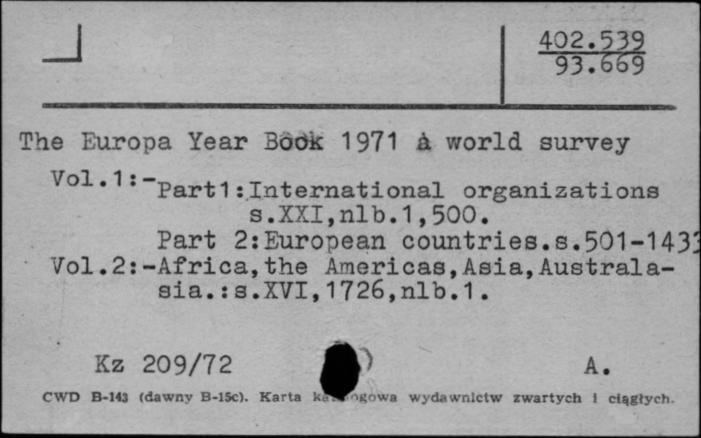 402.539
93.669
The Europa Year Book 1971 à world survey
Vol.1:-Part1:International organizations
s.XXI,nlb.1,500.
Part 2:European countries.s.501-1433
Vol.2:-Africa,the Americas,Asia,Australa-
sia.:s.XVI,1726,nlb.1.
Kz 209/72 A.
CWD B-143 (dawny B-15c). Karta wydawnictw zwartych i ciągłych.